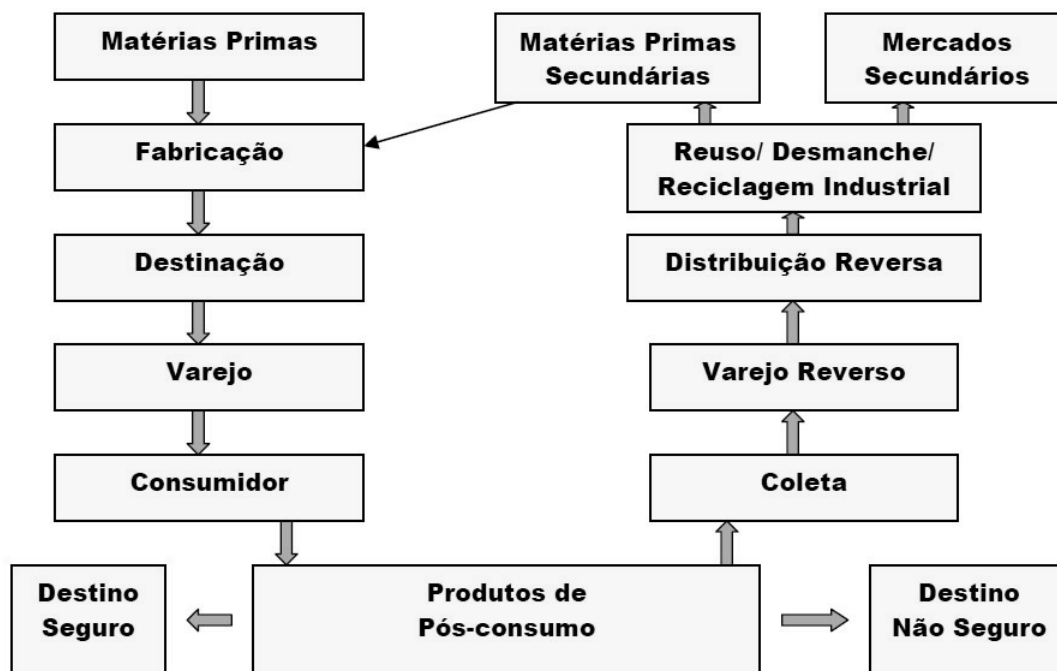 Matérias Primas
Fabricação
Destinação
Varejo
Consumidor
Destino
Seguro
Produtos de
Pós-consumo
Destino
Não Seguro
Coleta
Varejo Reverso
Distribuição Reversa
Reuso/ Desmanche/
Reciclagem Industrial
Matérias Primas
Secundárias
Mercados
Secundários